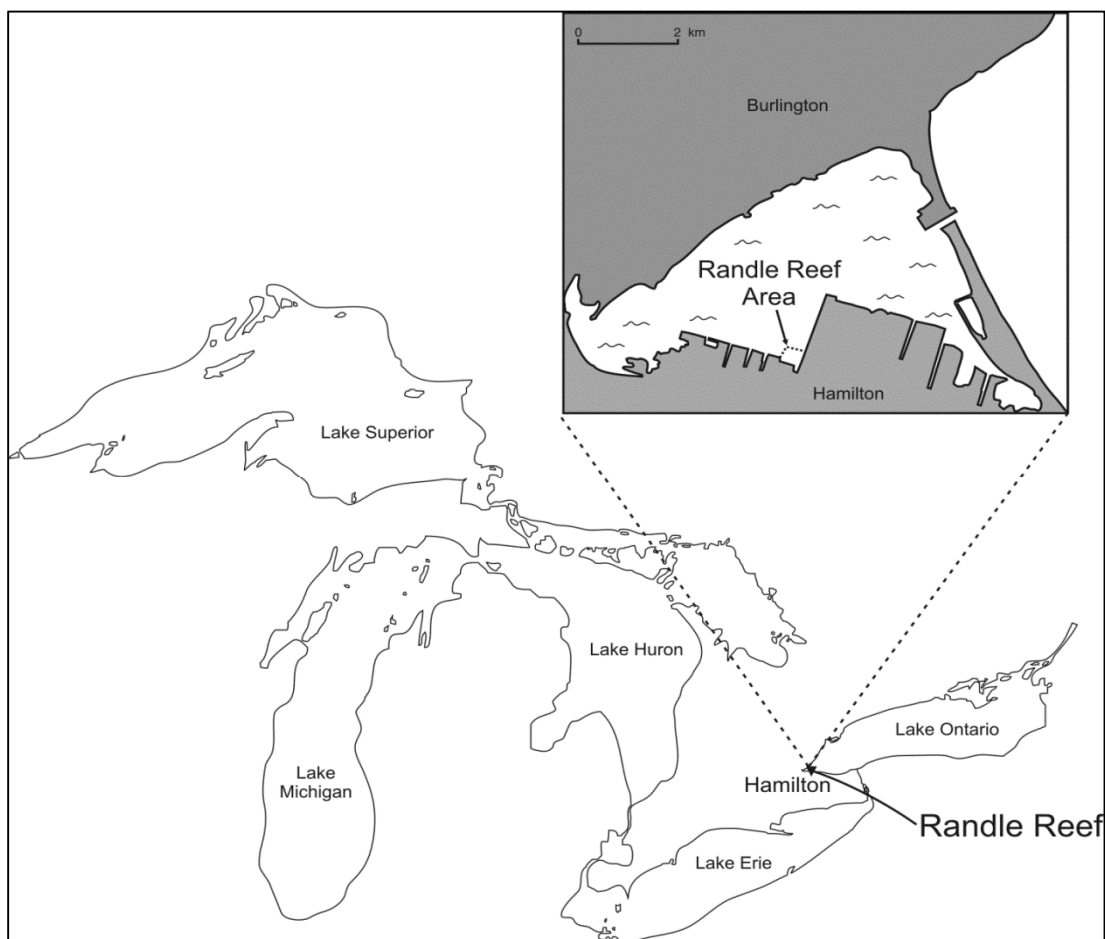 0 2 km
Burlington
Randle Reef
Area
Hamilton
Lake Superior
Lake Huron
Lake Ontario
Lake
Michigan
Hamilton
Randle Reef
Lake Erie